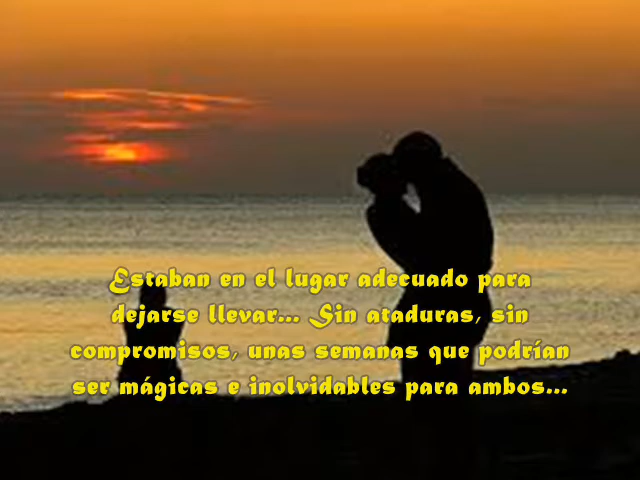 Estaban en el lugar adecuado para
dejarse llevar... Sin ataduras, sin
compromisos, unas semanas que podrían
ser mágicas e inolvidables para ambos...